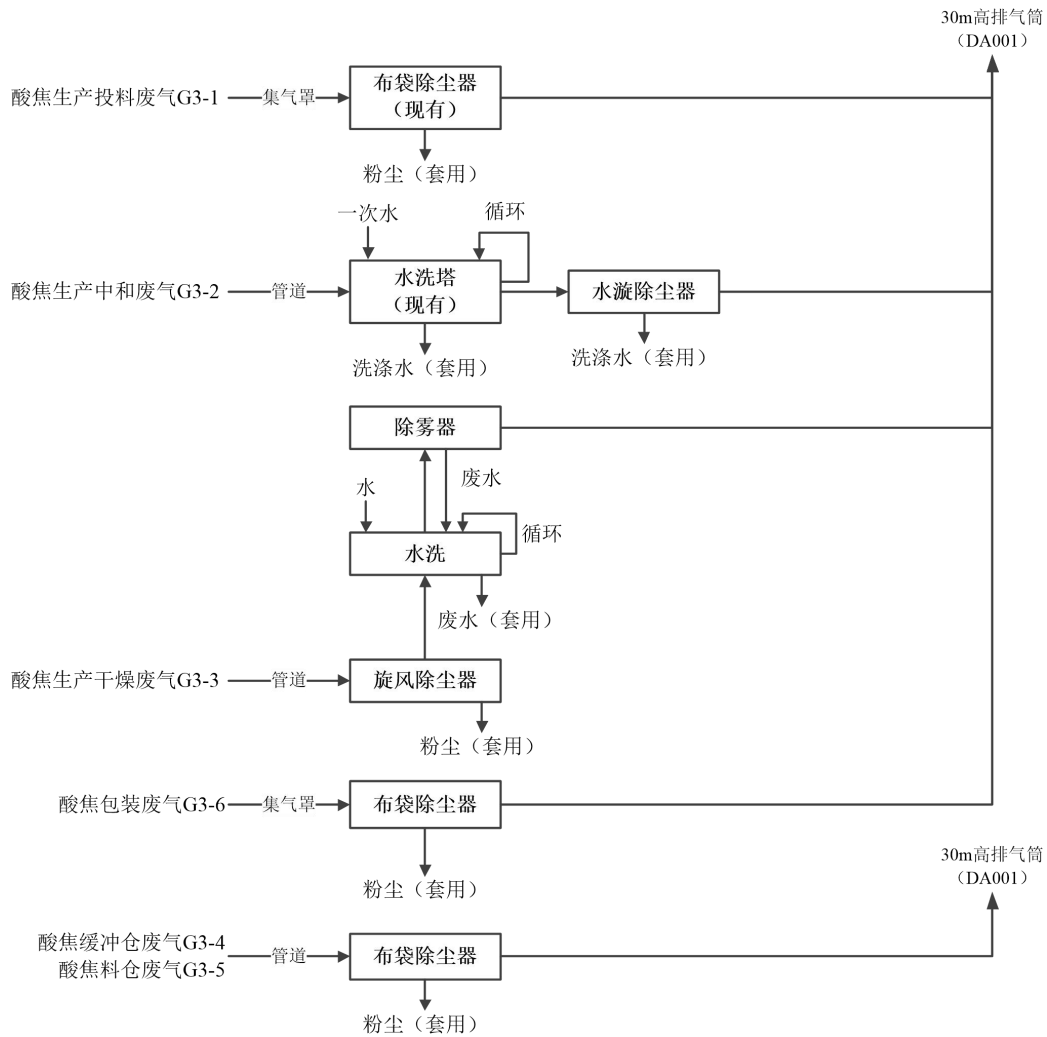 30m高排气筒
（DA001）
酸焦生产投料废气G3-1
集气罩
布袋除尘器
（现有）
粉尘（套用）
一次水
循环
酸焦生产中和废气G3-2
管道
水洗塔
（现有）
水漩除尘器
洗涤水（套用）
洗涤水（套用）
除雾器
水
废水
循环
水洗
废水（套用）
酸焦生产干燥废气G3-3
管道
旋风除尘器
粉尘（套用）
酸焦包装废气G3-6
集气罩
布袋除尘器
粉尘（套用）
30m高排气筒
（DA001）
酸焦缓冲仓废气G3-4
酸焦料仓废气G3-5
管道
布袋除尘器
粉尘（套用）